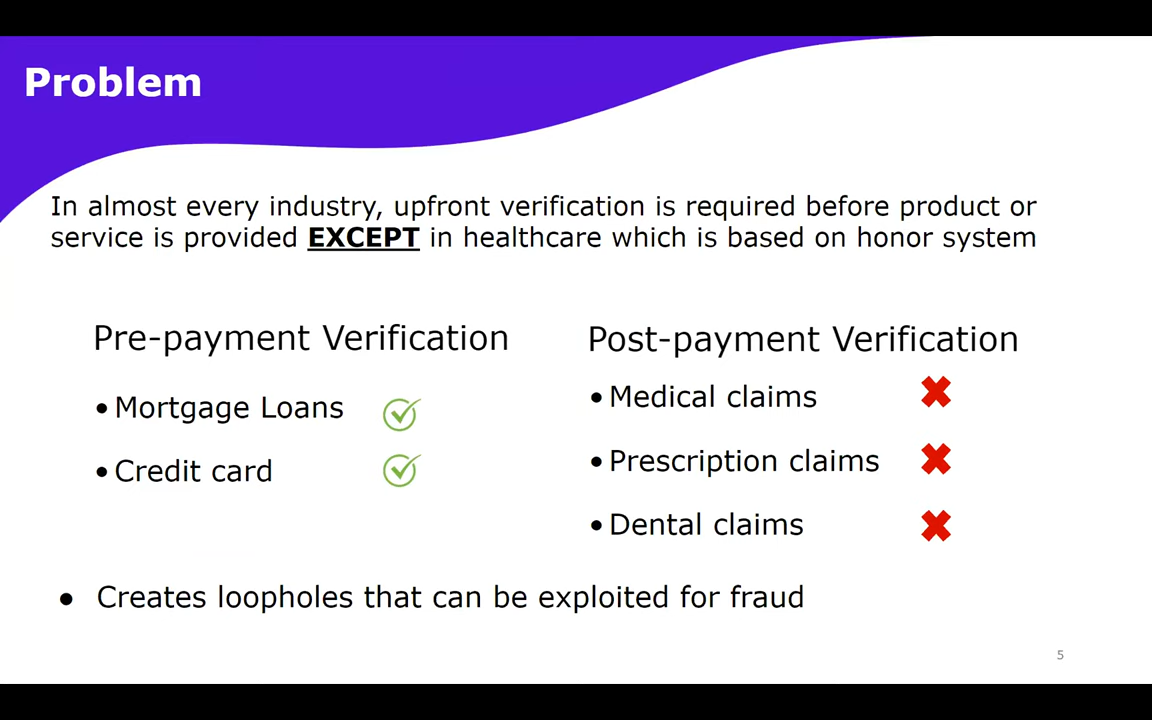 Problem
In almost every industry, upfront verification is required before product or
service is provided EXCEPT in healthcare which is based on honor system
Pre-payment Verification
• Mortgage Loans
• Credit card
Post-payment Verification
• Medical claims
• Prescription claims
• Dental claims
• Creates loopholes that can be exploited for fraud
5